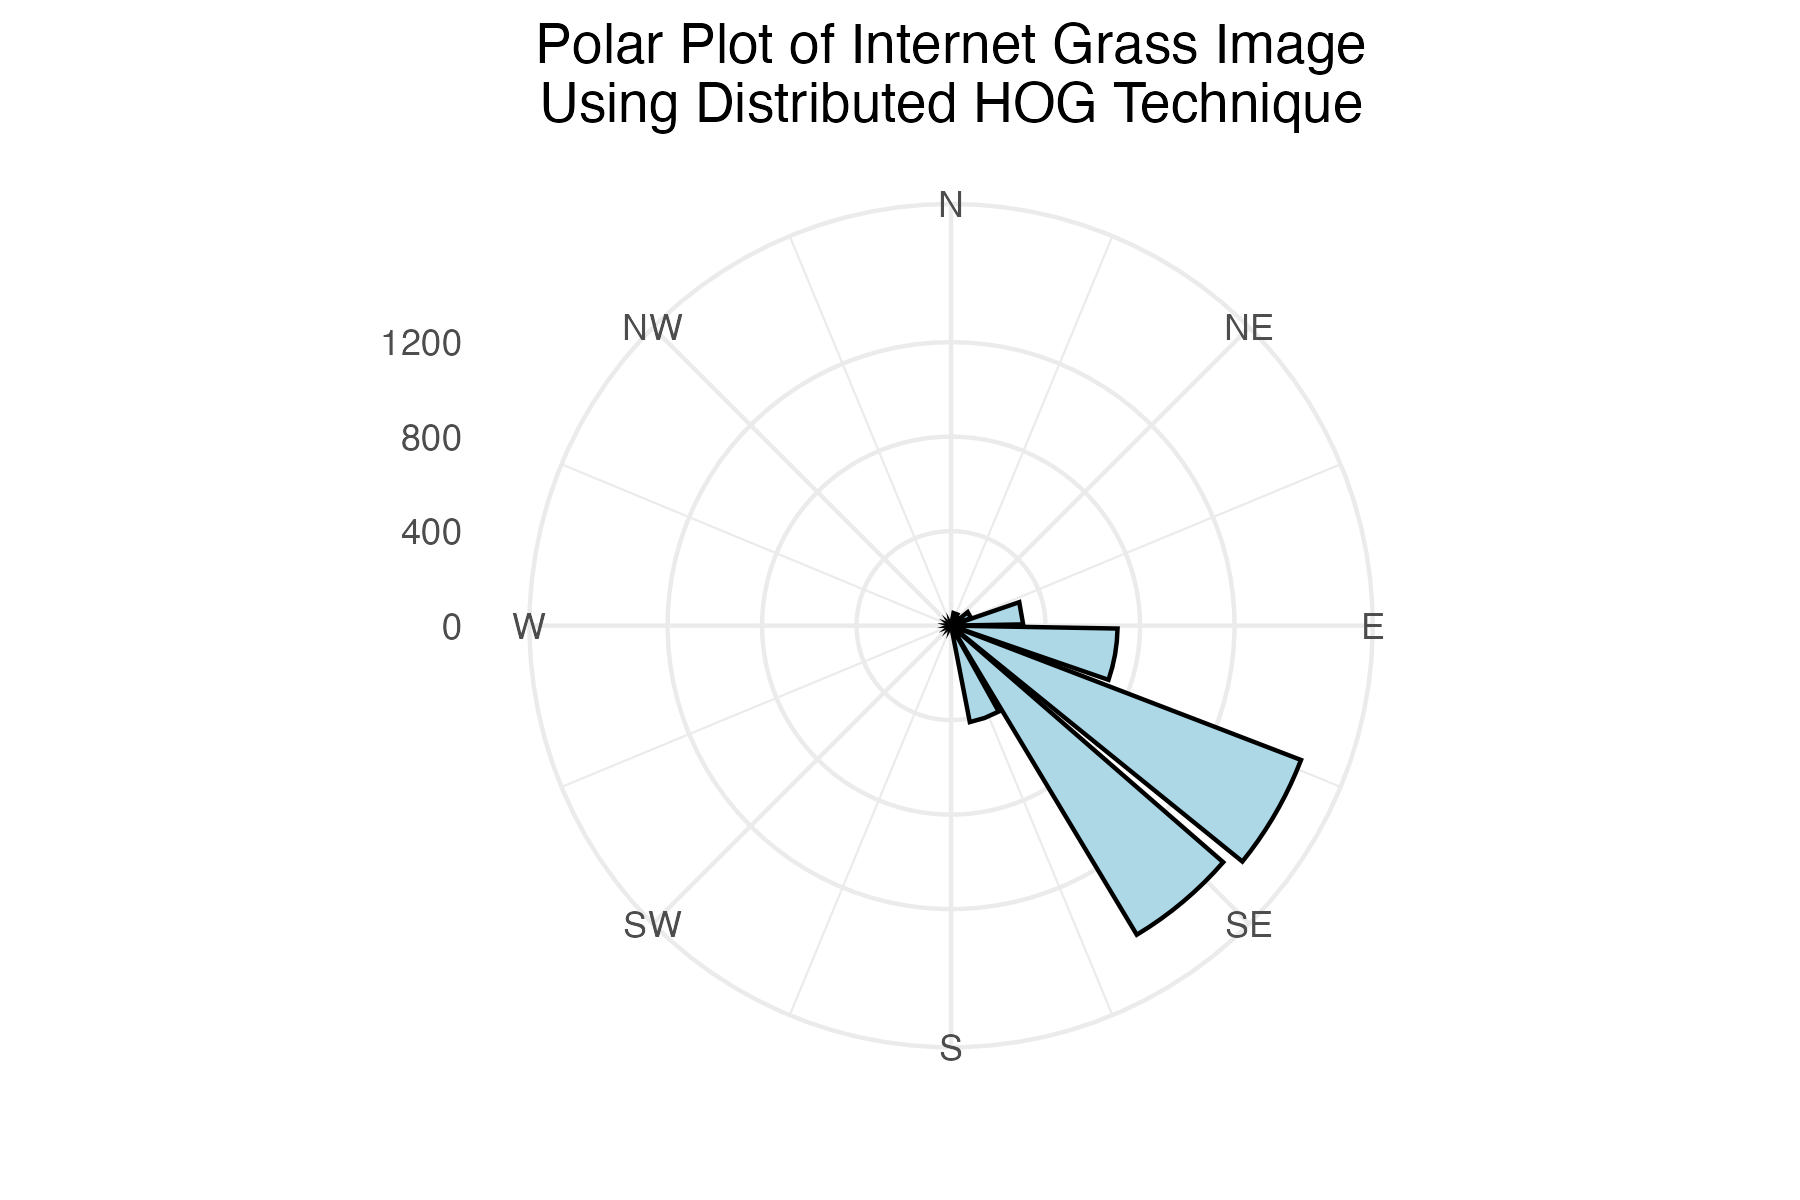 Polar Plot of Internet Grass Image
Using Distributed HOG Technique
N
NW
NE
1200
800
400
0
W
E
SW
SE
S